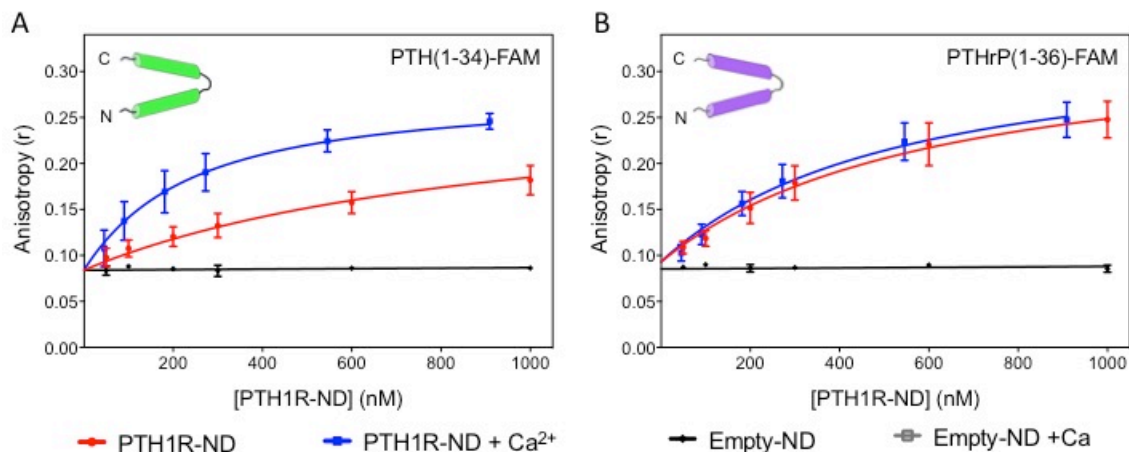 A
B
C
N
PTH(1-34)-FAM
0.30
0.25
0.20
0.15
0.10
0.05
0.00
Anisotropy (r)
200
400
600
800
1000
[PTH1R-ND] (nM)
C
N
PTHrP(1-36)-FAM
0.30
0.25
0.20
0.15
0.10
0.05
0.00
Anisotropy (r)
200
400
600
800
1000
[PTH1R-ND] (nM)
PTH1R-ND
PTH1R-ND + Ca²⁺
Empty-ND
Empty-ND +Ca